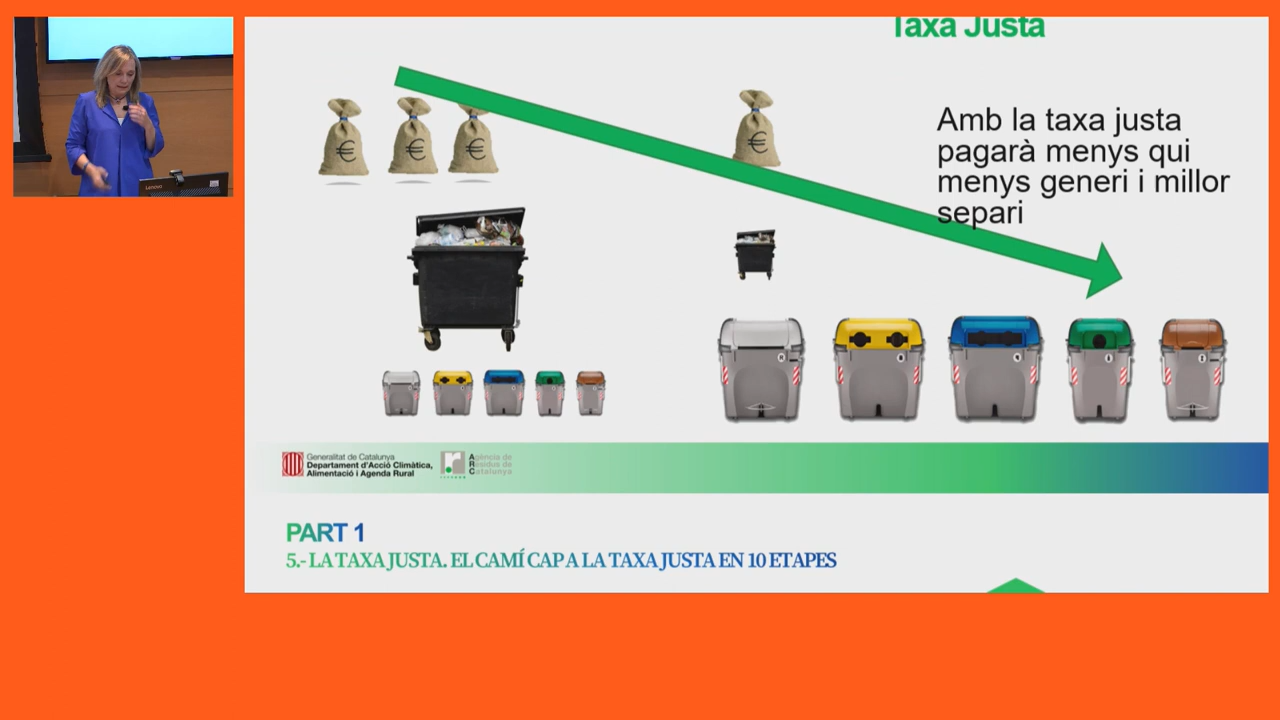 Taxa Justa
Amb la taxa justa
pagarà menys qui
menys generi i millor
separi
€
€
€
€
Generalitat de Catalunya
Departament d'Acció Climàtica,
Alimentació i Agenda Rural
Agència de
Residus de
Catalunya
PART 1
5.- LA TAXA JUSTA. EL CAMÍ CAP A LA TAXA JUSTA EN 10 ETAPES
Lenovo